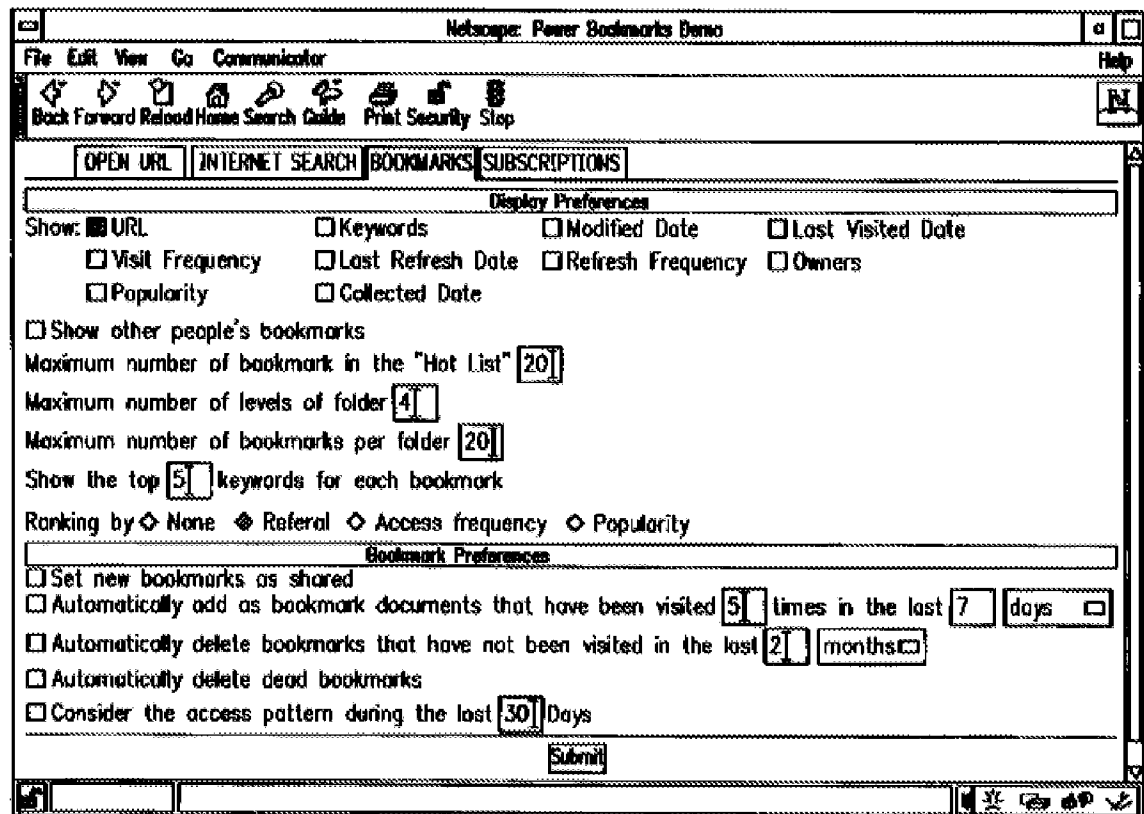 Netscape: Power Bookmarks Demo
File Edit View Go Communicator Help
Back Forward Reload Home Search Guide Print Security Stop
N
OPEN URL INTERNET SEARCH BOOKMARKS SUBSCRIPTIONS
Display Preferences
Show: URL Keywords Modified Date Last Visited Date
Visit Frequency Last Refresh Date Refresh Frequency Owners
Popularity Collected Date
Show other people's bookmarks
Maximum number of bookmark in the "Hot List" 20
Maximum number of levels of folder 4
Maximum number of bookmarks per folder 20
Show the top 5 keywords for each bookmark
Ranking by None Referal Access frequency Popularity
Bookmark Preferences
Set new bookmarks as shared
Automatically add as bookmark documents that have been visited 5 times in the last 7 days
Automatically delete bookmarks that have not been visited in the last 2 months
Automatically delete dead bookmarks
Consider the access pattern during the last 30 Days
Submit